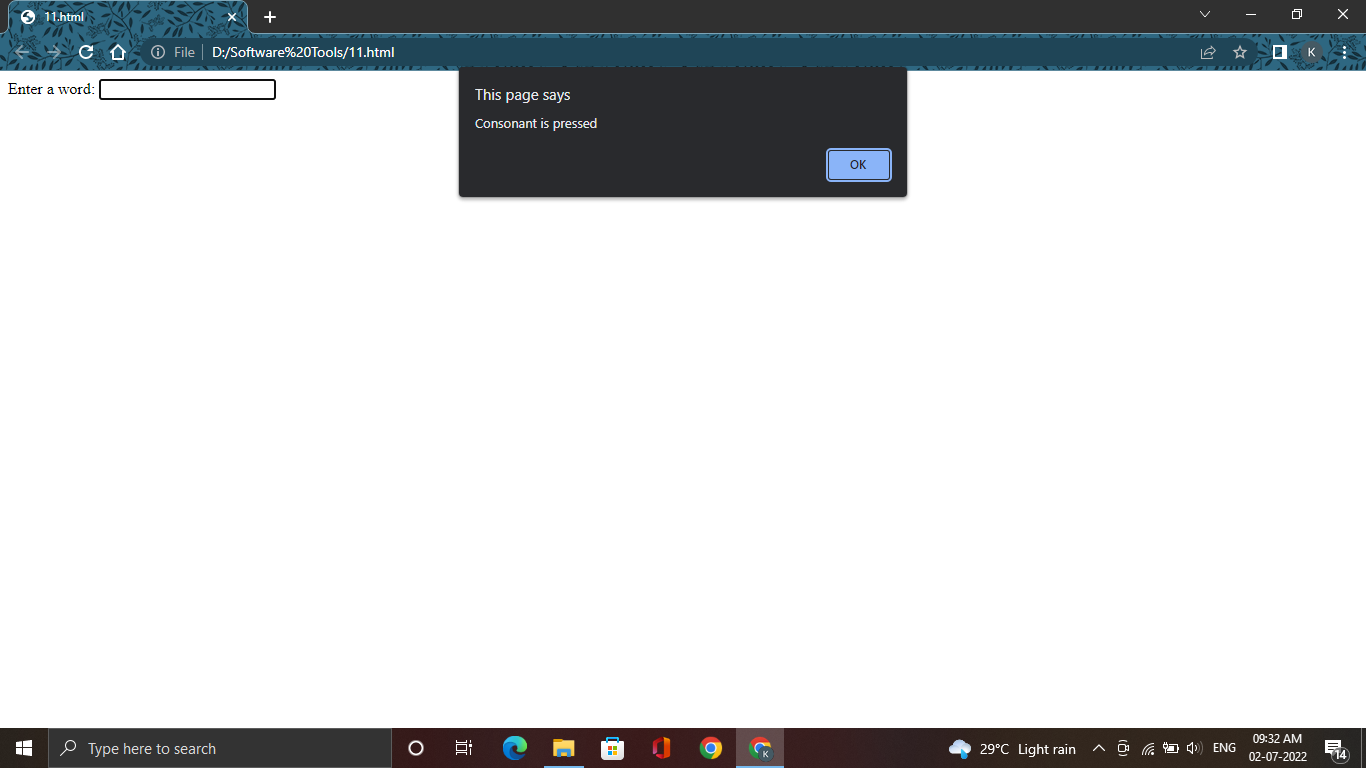 11.html
File
D:/Software%20Tools/11.html
K
Enter a word:
This page says
Consonant is pressed
OK
Type here to search
K
29°C Light rain
ENG
09:32 AM
02-07-2022
14